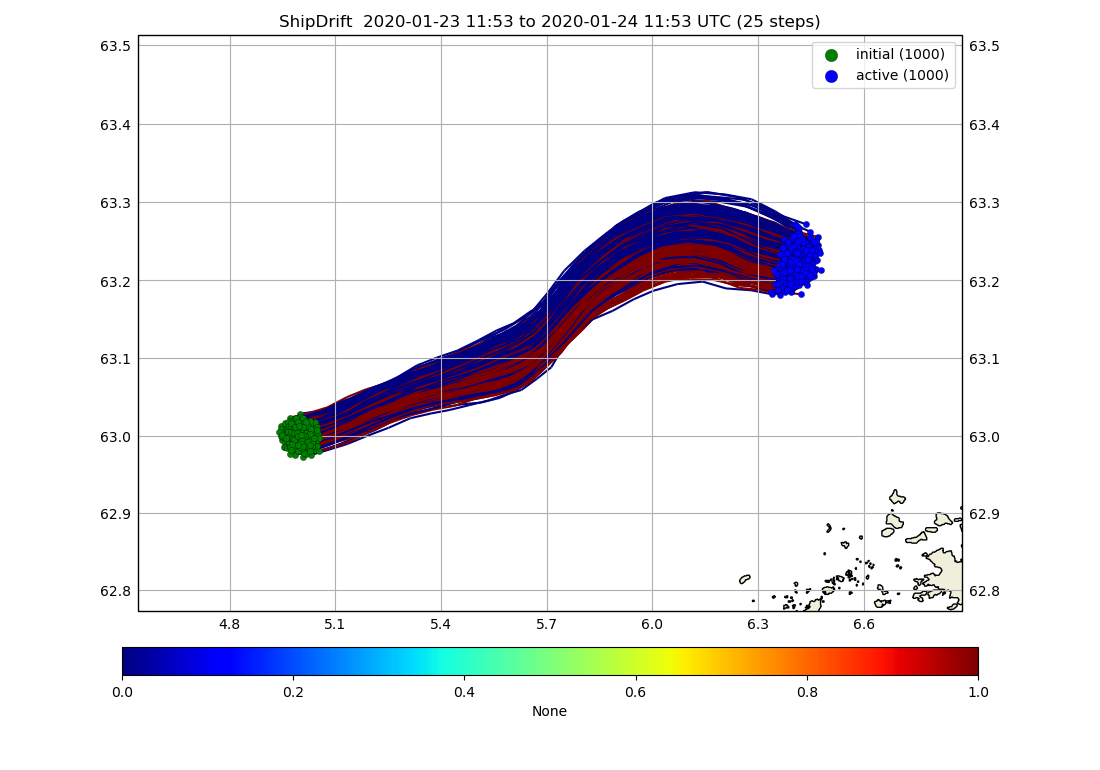 ShipDrift  2020-01-23 11:53 to 2020-01-24 11:53 UTC (25 steps)
initial (1000)
active (1000)
63.5 63.5
63.4 63.4
63.3 63.3
63.2 63.2
63.1 63.1
63.0 63.0
62.9 62.9
62.8 62.8
4.8 5.1 5.4 5.7 6.0 6.3 6.6
0.0 0.2 0.4 0.6 0.8 1.0
None